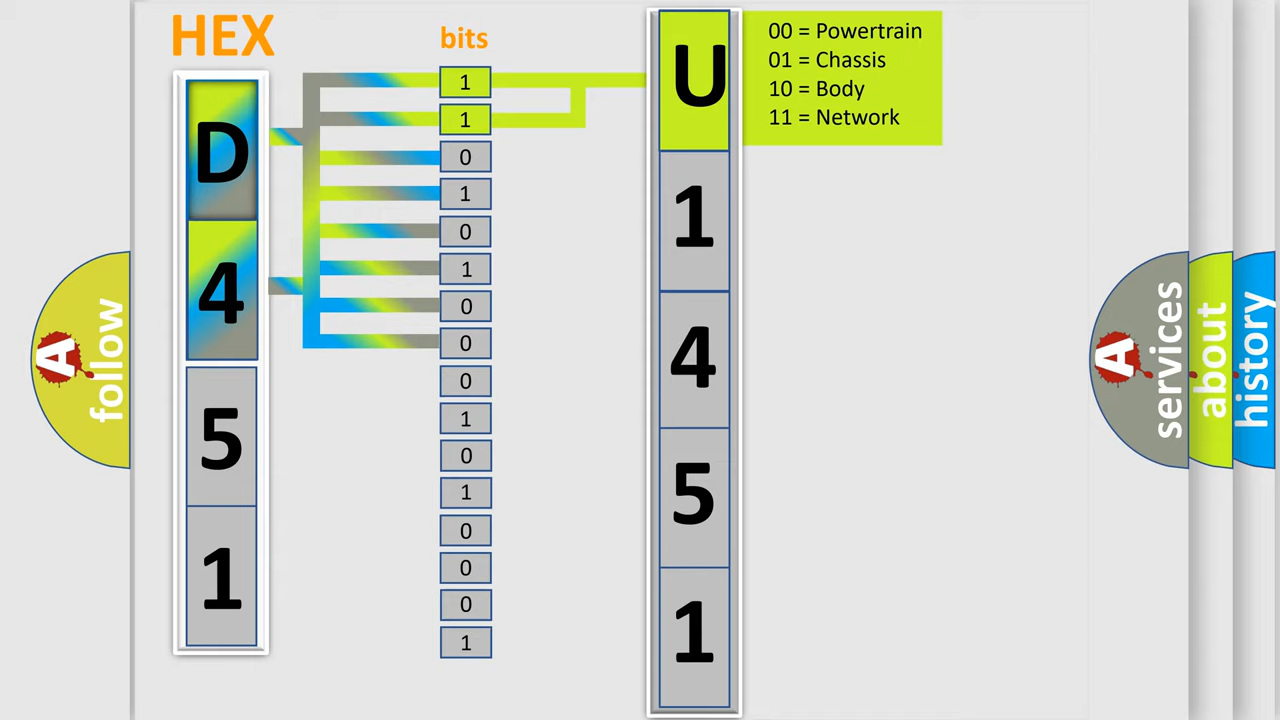 HEX
D
4
5
1
bits
1
1
0
1
0
1
0
0
0
1
0
1
0
0
0
1
U
1
4
5
1
00 = Powertrain
01 = Chassis
10 = Body
11 = Network
A
follow
A
services
about
history